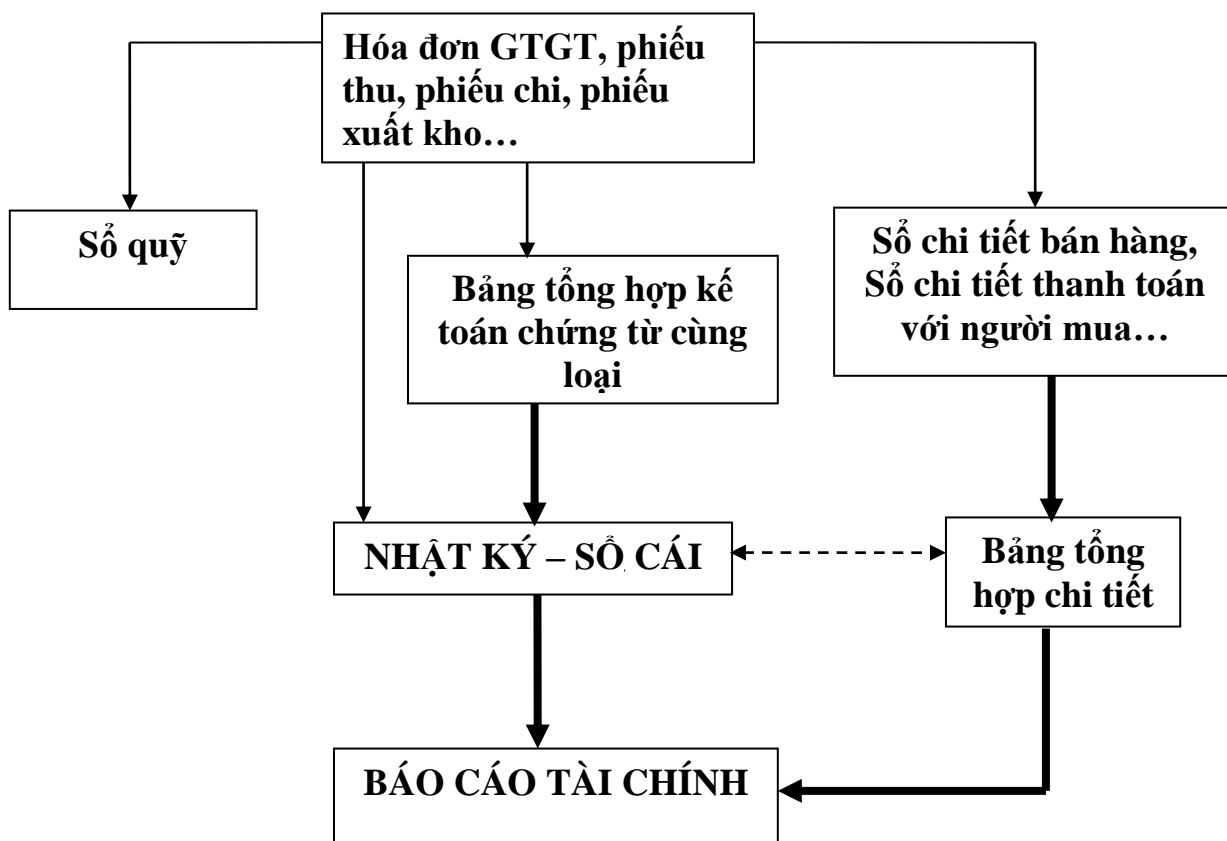 Hóa đơn GTGT, phiếu
thu, phiếu chi, phiếu
xuất kho…
Sổ quỹ
Bảng tổng hợp kế
toán chứng từ cùng
loại
Sổ chi tiết bán hàng,
Sổ chi tiết thanh toán
với người mua…
NHẬT KÝ – SỔ CÁI
Bảng tổng
hợp chi tiết
BÁO CÁO TÀI CHÍNH